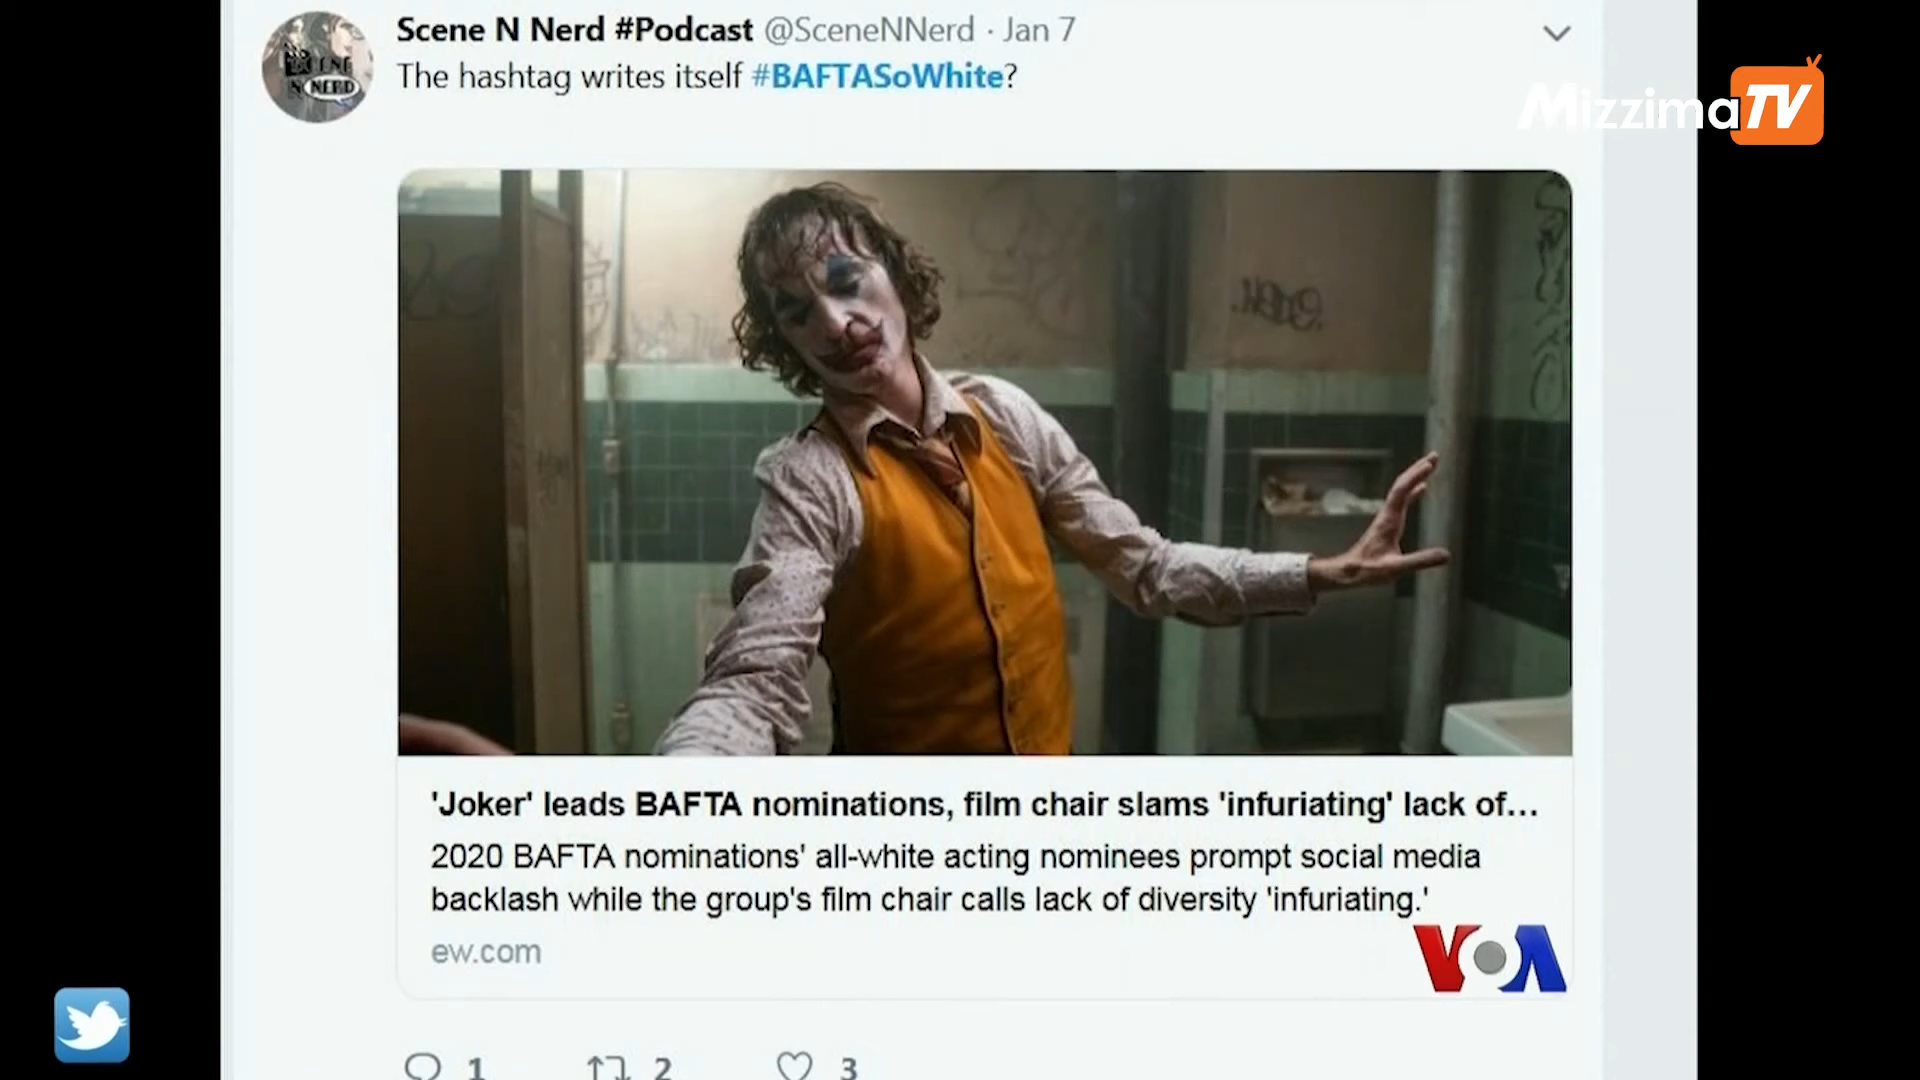 Scene N Nerd #Podcast @SceneNNerd · Jan 7
The hashtag writes itself #BAFTASoWhite?
SCENE
N NERD
MizzimaTV
'Joker' leads BAFTA nominations, film chair slams 'infuriating' lack of...
2020 BAFTA nominations' all-white acting nominees prompt social media
backlash while the group's film chair calls lack of diversity 'infuriating.'
ew.com
VOA
1 2 3